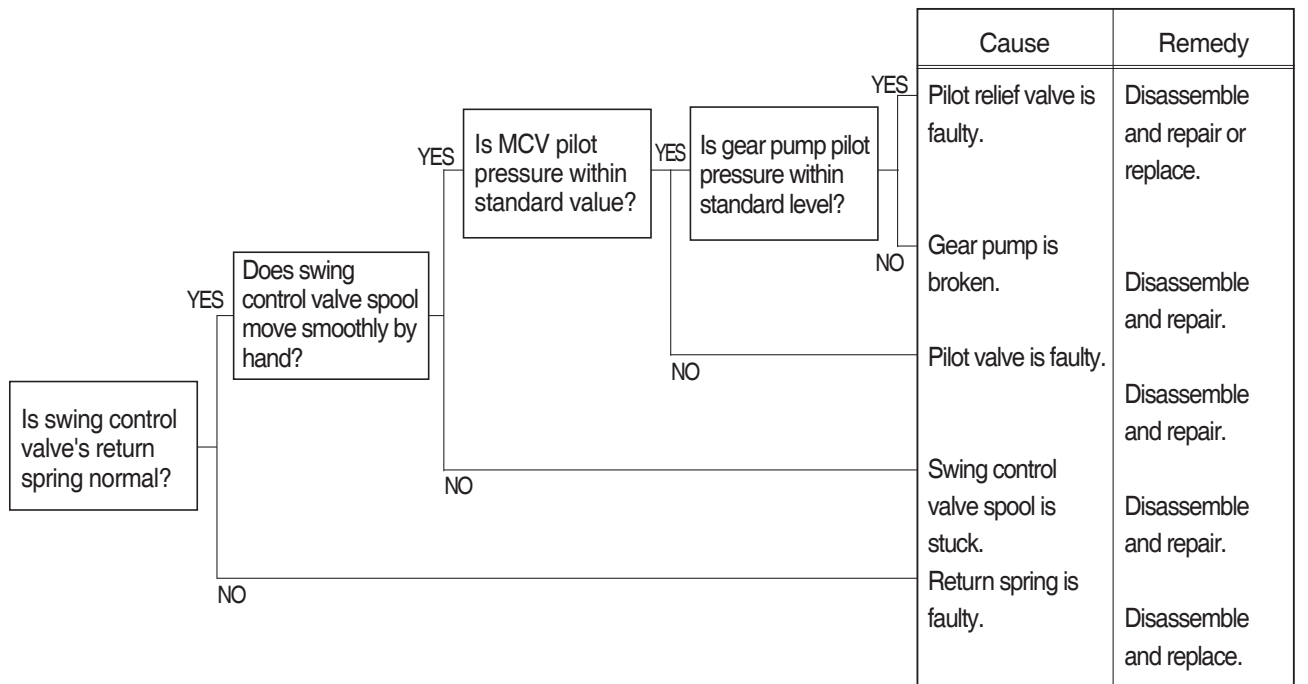 Cause
Remedy
YES
Pilot relief valve is
faulty.
Disassemble
and repair or
replace.
YES
Is MCV pilot
pressure within
standard value?
YES
Is gear pump pilot
pressure within
standard level?
NO
Gear pump is
broken.
Disassemble
and repair.
YES
Does swing
control valve spool
move smoothly by
hand?
NO
Pilot valve is faulty.
Disassemble
and repair.
Is swing control
valve's return
spring normal?
NO
Swing control
valve spool is
stuck.
Disassemble
and repair.
NO
Return spring is
faulty.
Disassemble
and replace.